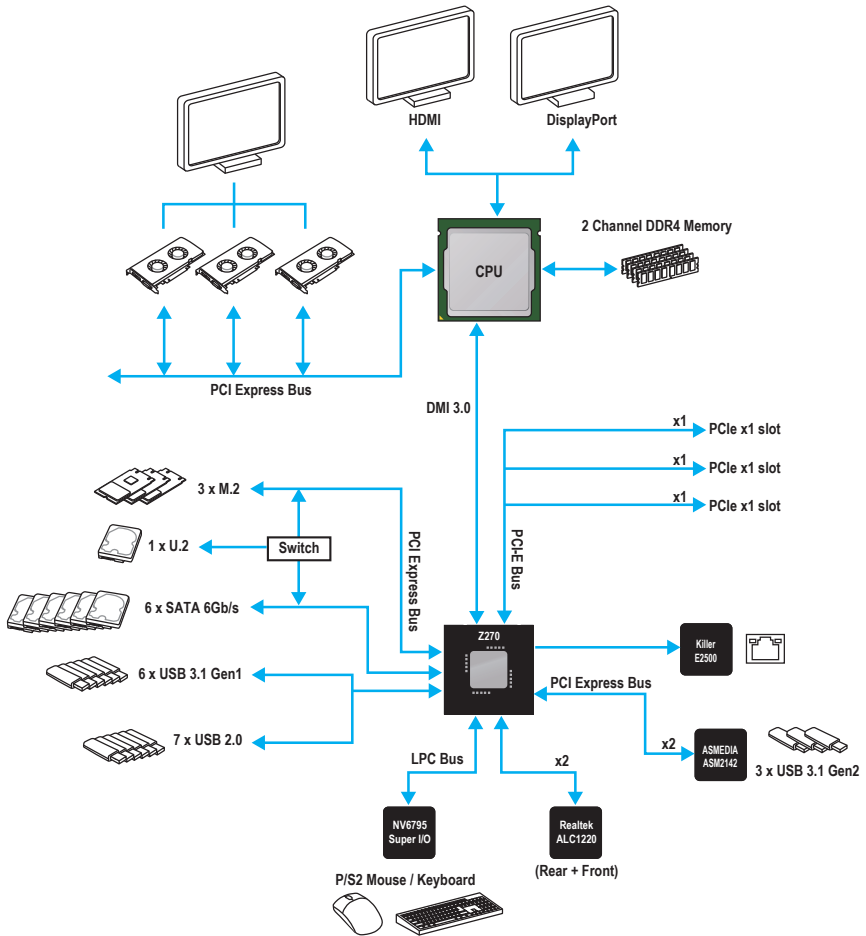 HDMI
DisplayPort
2 Channel DDR4 Memory
CPU
PCI Express Bus
DMI 3.0
x1
PCIe x1 slot
x1
PCIe x1 slot
x1
PCIe x1 slot
3 x M.2
1 x U.2
Switch
6 x SATA 6Gb/s
PCI Express Bus
PCI-E Bus
Z270
Killer
E2500
6 x USB 3.1 Gen1
PCI Express Bus
7 x USB 2.0
x2
ASMEDIA
ASM2142
3 x USB 3.1 Gen2
LPC Bus
x2
NV6795
Super I/O
Realtek
ALC1220
(Rear + Front)
P/S2 Mouse / Keyboard